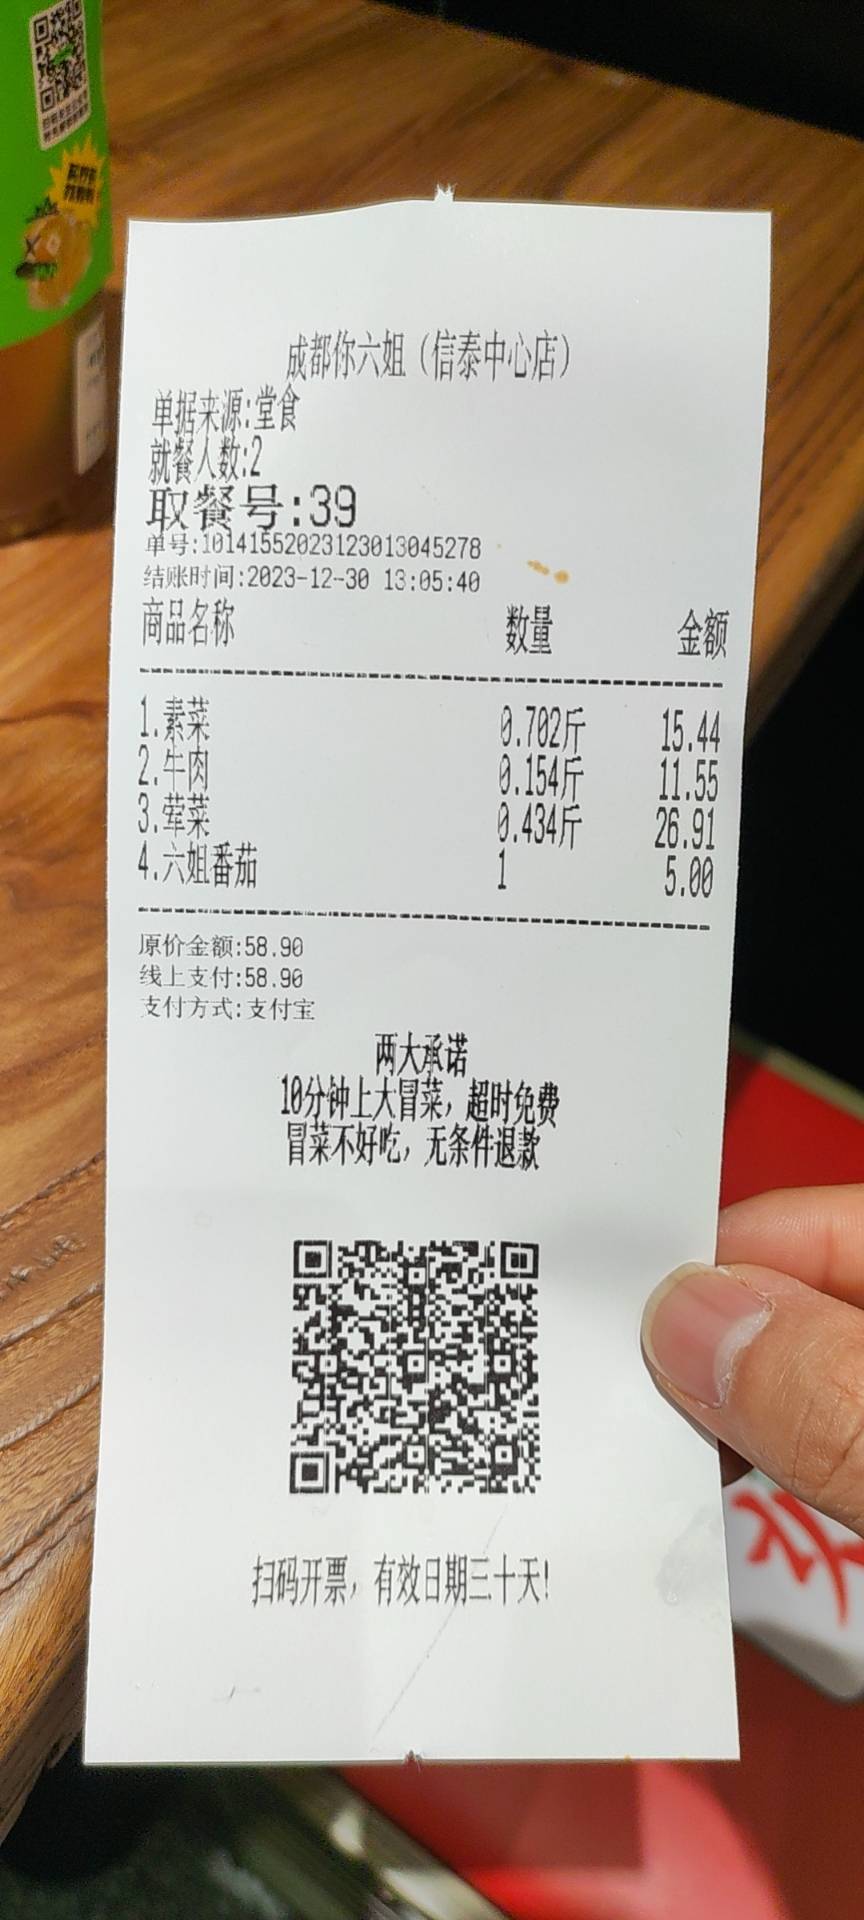 成都你六姐（信泰中心店）
单据来源:堂食
就餐人数:2
取餐号:39
单号:10141552023123013045278
结账时间:2023-12-30 13:05:40
商品名称 数量 金额
1.素菜 0.702斤 15.44
2.牛肉 0.154斤 11.55
3.荤菜 0.434斤 26.91
4.六姐番茄 1 5.00
原价金额:58.90
线上支付:58.90
支付方式:支付宝
两大承诺
10分钟上大冒菜，超时免费
冒菜不好吃，无条件退款
扫码开票，有效日期三十天!